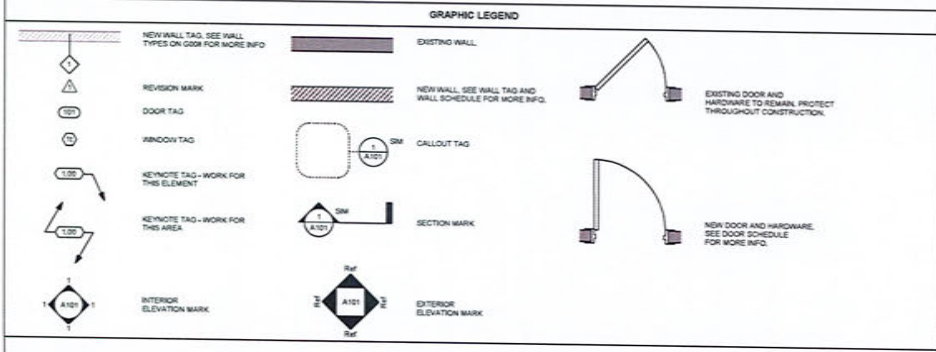 GRAPHIC LEGEND
NEW WALL TAG, SEE WALL
TYPES ON G008 FOR MORE INFO
1
REVISION MARK
1
DOOR TAG
101
WINDOW TAG
KEYNOTE TAG - WORK FOR
THIS ELEMENT
1.00
KEYNOTE TAG - WORK FOR
THIS AREA
1.00
INTERIOR
ELEVATION MARK
1
1 A101 1
1
EXISTING WALL
NEW WALL, SEE WALL TAG AND
WALL SCHEDULE FOR MORE INFO.
1
A101
SIM
CALLOUT TAG
1
A101
SIM
SECTION MARK
Ref
Ref A101 Ref
Ref
EXTERIOR
ELEVATION MARK
EXISTING DOOR AND
HARDWARE TO REMAIN, PROTECT
THROUGHOUT CONSTRUCTION.
NEW DOOR AND HARDWARE,
SEE DOOR SCHEDULE
FOR MORE INFO.